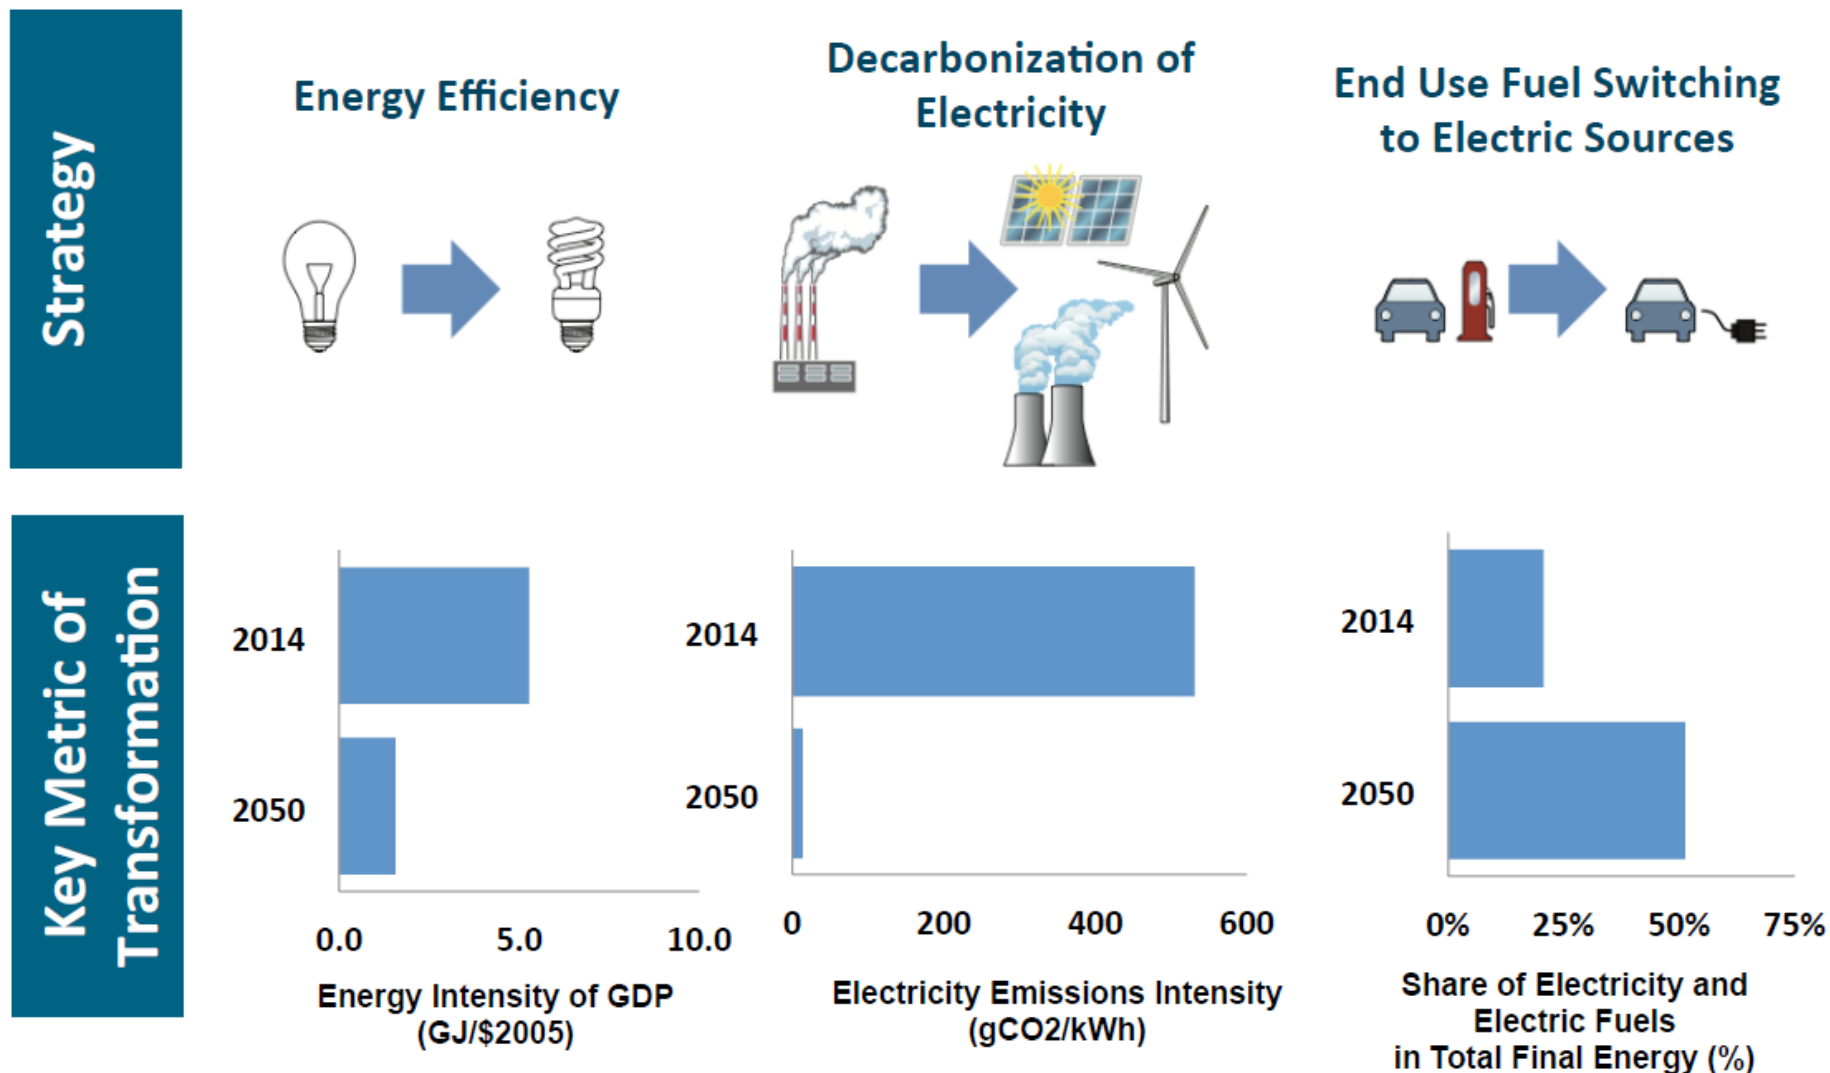 Strategy
Energy Efficiency
Decarbonization of
Electricity
End Use Fuel Switching
to Electric Sources
Key Metric of
Transformation
2014
2050
0.0 5.0 10.0
Energy Intensity of GDP
(GJ/$2005)
2014
2050
0 200 400 600
Electricity Emissions Intensity
(gCO2/kWh)
2014
2050
0% 25% 50% 75%
Share of Electricity and
Electric Fuels
in Total Final Energy (%)